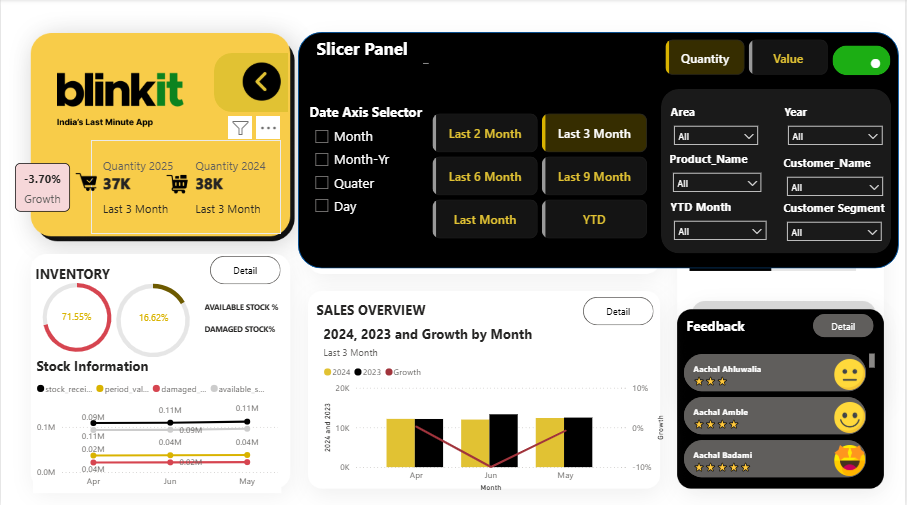 blinkit
India's Last Minute App
Quantity 2025
37K
Last 3 Month
Quantity 2024
38K
Last 3 Month
-3.70%
Growth
Slicer Panel
_
Quantity
Value
Date Axis Selector
Month
Month-Yr
Quater
Day
Last 2 Month
Last 3 Month
Last 6 Month
Last 9 Month
Last Month
YTD
Area
All
Year
All
Product_Name
All
Customer_Name
All
YTD Month
All
Customer Segment
All
INVENTORY
Detail
71.55%
16.62%
AVAILABLE STOCK %
DAMAGED STOCK%
Stock Information
stock_recei...
period_val...
damaged_...
available_s...
0.1M
0.0M
0.09M
0.11M
0.11M
0.11M
0.09M
0.02M
0.04M
0.04M
0.04M
0.02M
Apr
Jun
May
SALES OVERVIEW
Detail
2024, 2023 and Growth by Month
Last 3 Month
2024
2023
Growth
20K
10K
0K
2024 and 2023
10%
0%
-10%
Growth
Apr
Jun
May
Month
Feedback
Detail
Aachal Ahluwalia
Aachal Amble
Aachal Badami